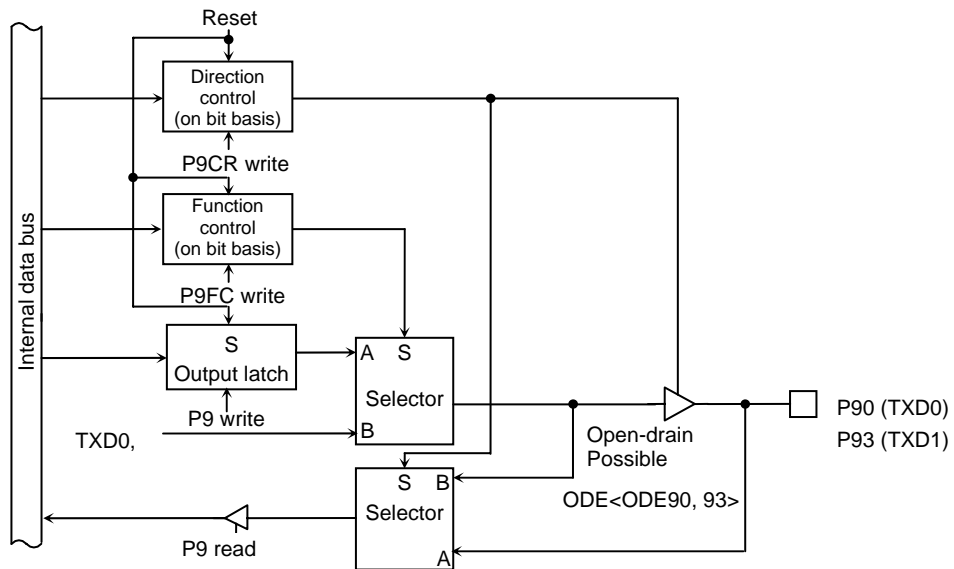 Reset
Direction
control
(on bit basis)
P9CR write
Function
control
(on bit basis)
P9FC write
S
Output latch
P9 write
TXD0,
A
S
Selector
B
Internal data bus
Open-drain
Possible
P90 (TXD0)
P93 (TXD1)
ODE<ODE90, 93>
S
B
Selector
A
P9 read